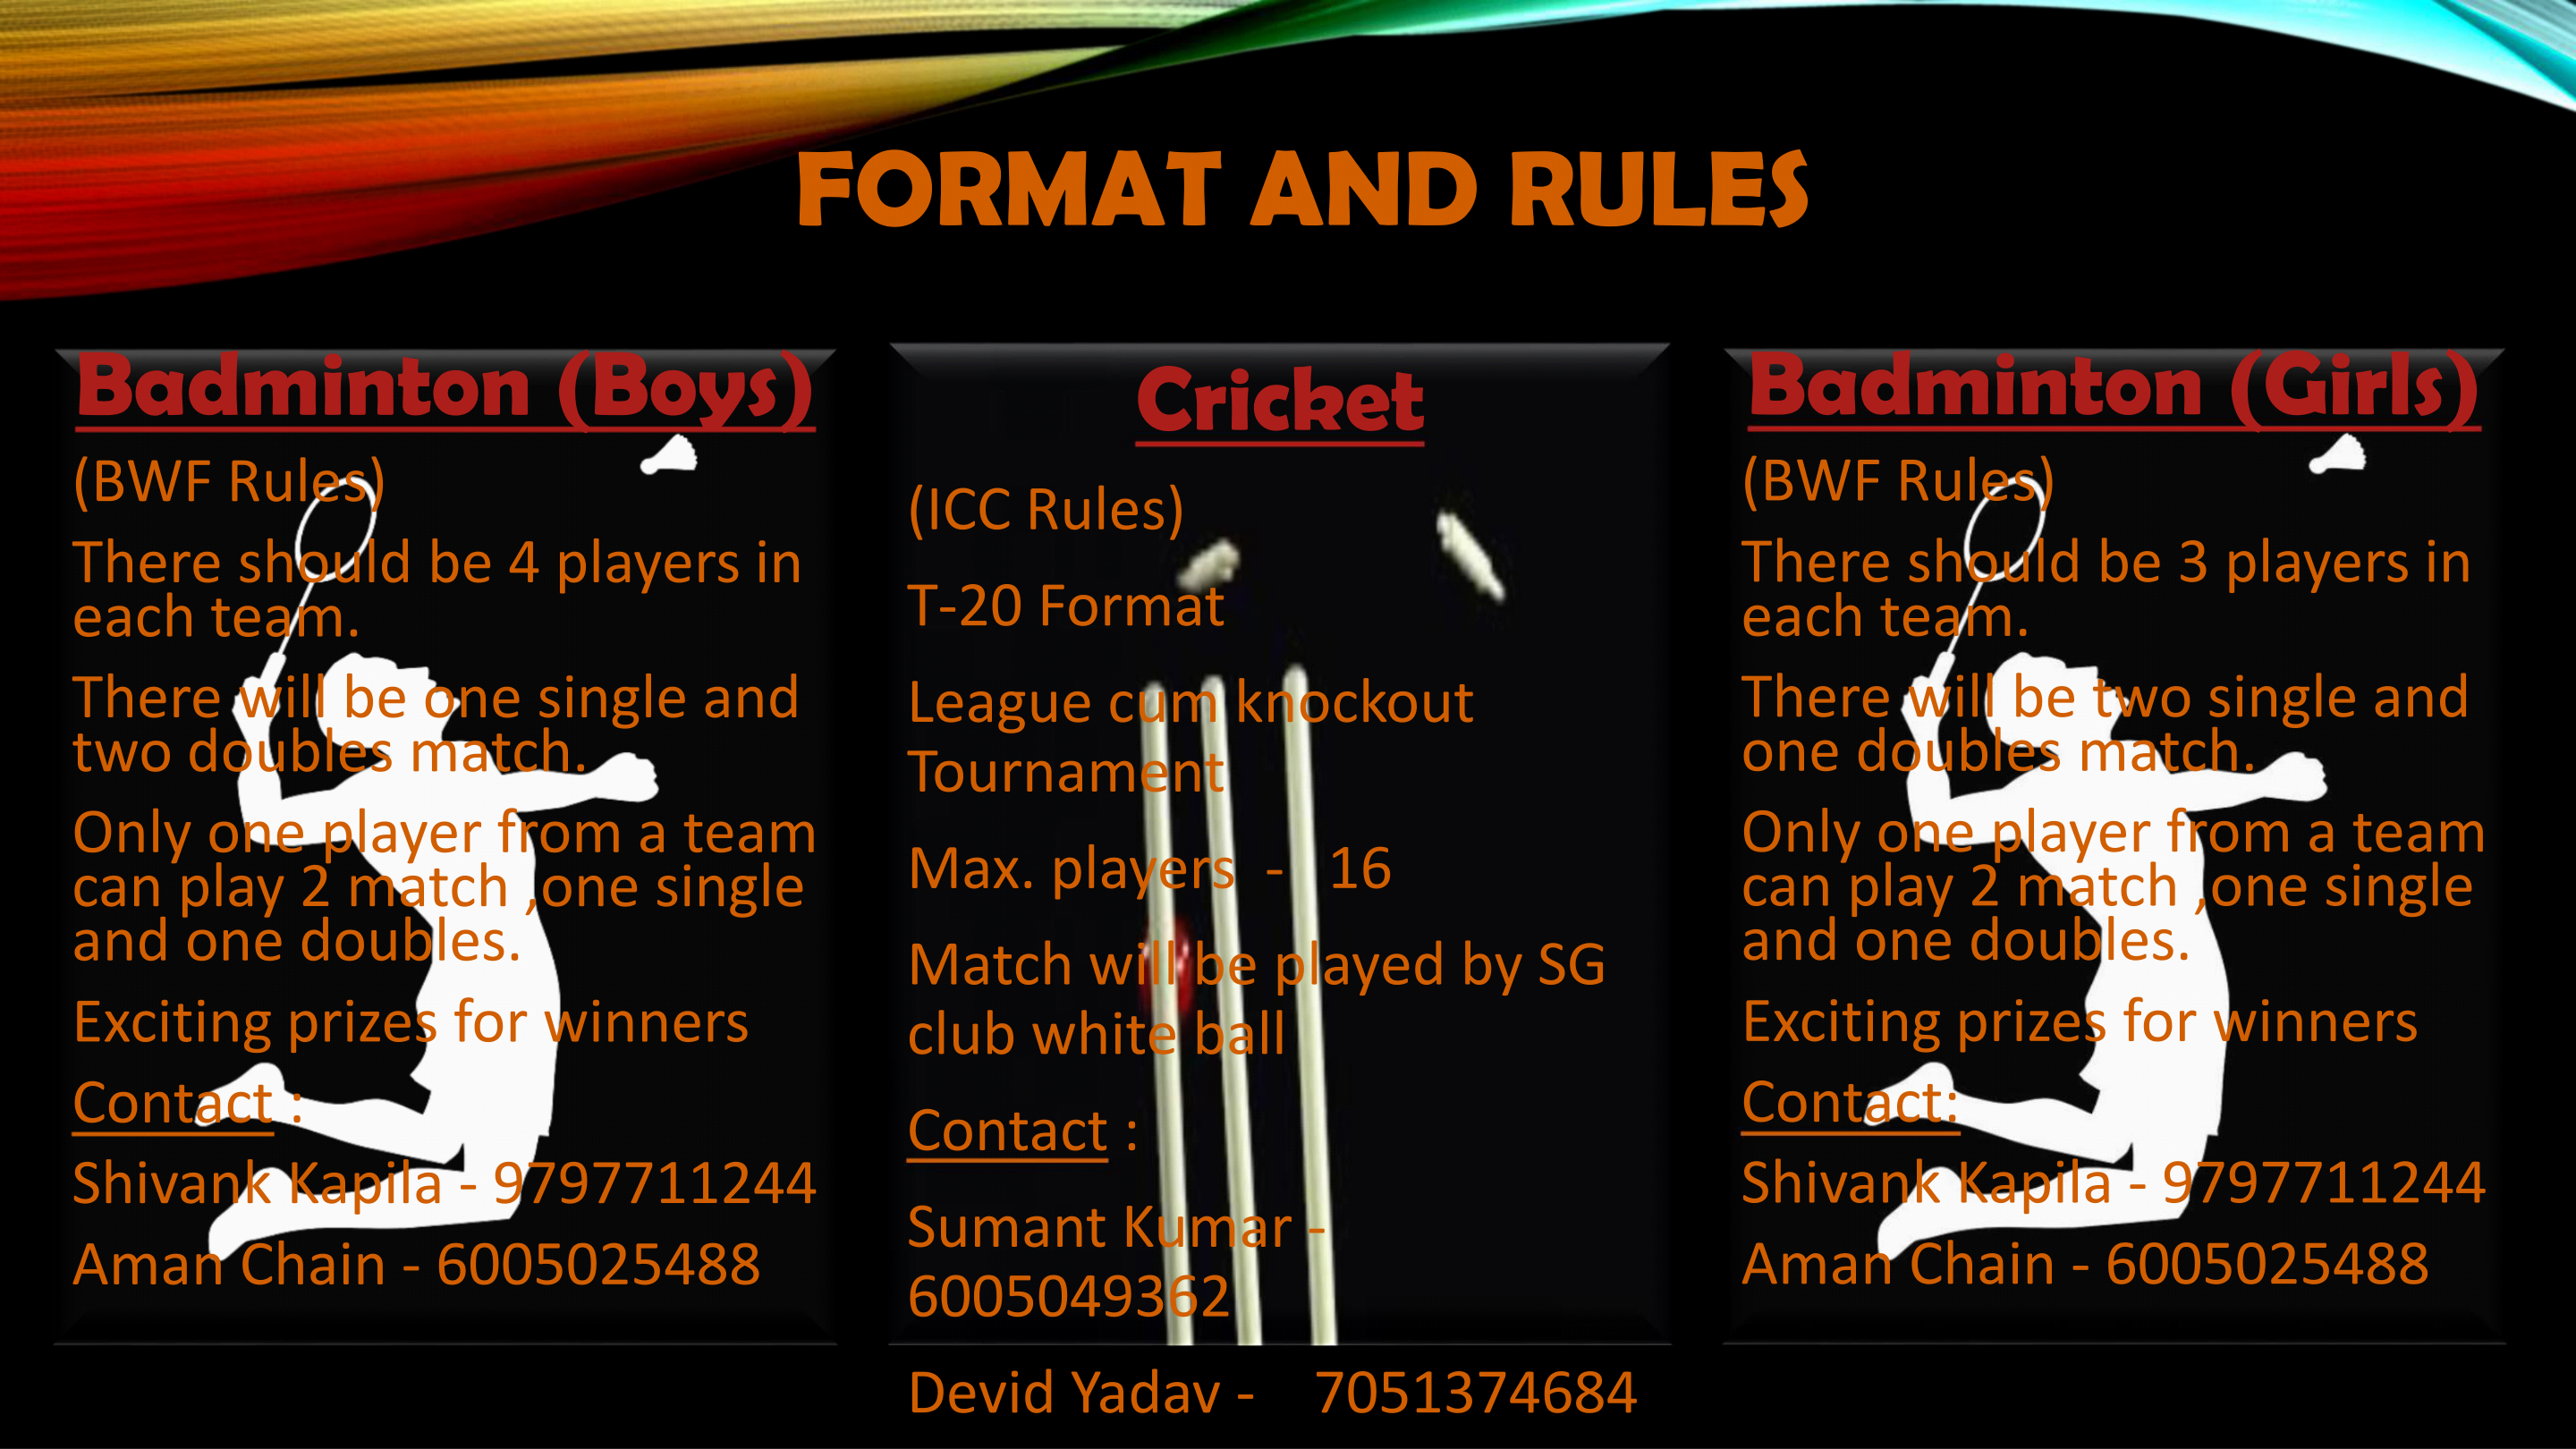 FORMAT AND RULES
Badminton (Boys)
(BWF Rules)
There should be 4 players in
each team.
There will be one single and
two doubles match.
Only one player from a team
can play 2 match ,one single
and one doubles.
Exciting prizes for winners
Contact :
Shivank Kapila - 9797711244
Aman Chain - 6005025488
Cricket
(ICC Rules)
T-20 Format
League cum knockout
Tournament
Max. players - 16
Match will be played by SG
club white ball
Contact :
Sumant Kumar -
6005049362
Devid Yadav - 7051374684
Badminton (Girls)
(BWF Rules)
There should be 3 players in
each team.
There will be two single and
one doubles match.
Only one player from a team
can play 2 match ,one single
and one doubles.
Exciting prizes for winners
Contact:
Shivank Kapila - 9797711244
Aman Chain - 6005025488